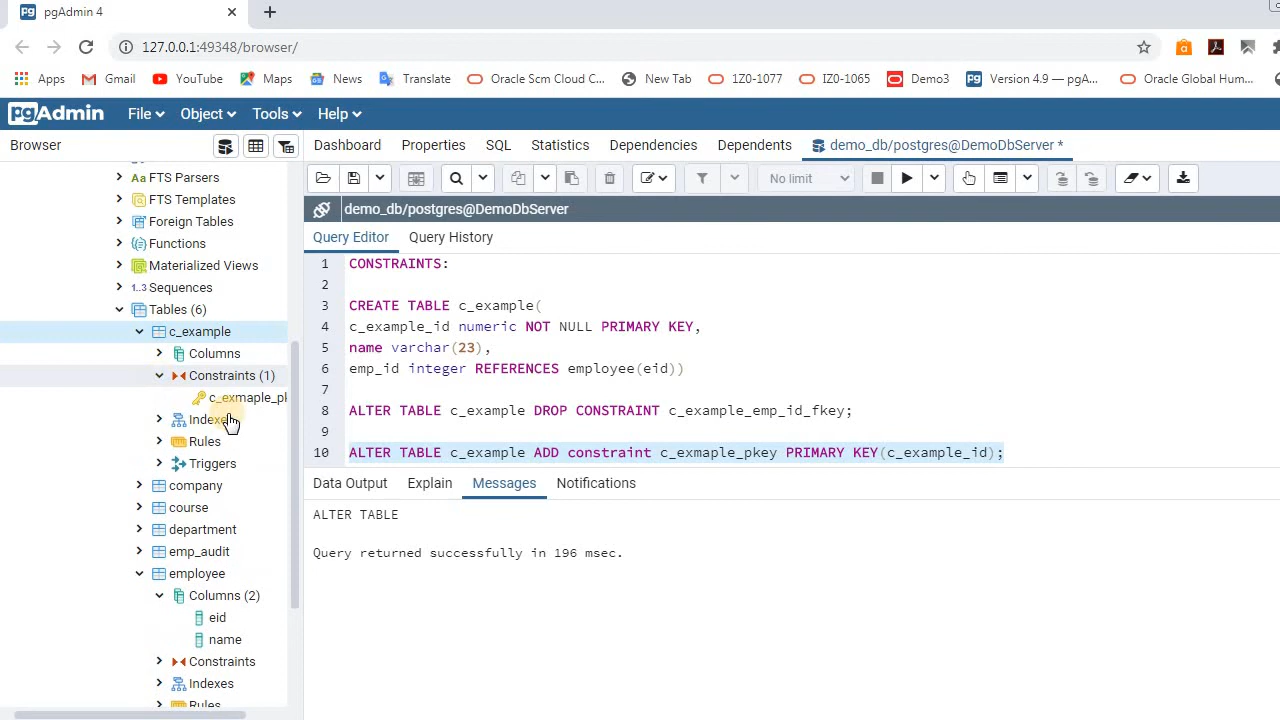 pgAdmin 4
127.0.0.1:49348/browser/
Apps Gmail YouTube Maps News Translate Oracle Scm Cloud C... New Tab 1Z0-1077 IZ0-1065 Demo3 Version 4.9 — pgA... Oracle Global Hum...
pgAdmin File Object Tools Help
Browser Dashboard Properties SQL Statistics Dependencies Dependents demo_db/postgres@DemoDbServer *
No limit
demo_db/postgres@DemoDbServer
Query Editor Query History
FTS Parsers
FTS Templates
Foreign Tables
Functions
Materialized Views
1..3 Sequences
Tables (6)
c_example
Columns
Constraints (1)
c_exmaple_pk
Indexes
Rules
Triggers
company
course
department
emp_audit
employee
Columns (2)
eid
name
Constraints
Indexes
Rules
1 CONSTRAINTS:
2
3 CREATE TABLE c_example(
4 c_example_id numeric NOT NULL PRIMARY KEY,
5 name varchar(23),
6 emp_id integer REFERENCES employee(eid))
7
8 ALTER TABLE c_example DROP CONSTRAINT c_example_emp_id_fkey;
9
10 ALTER TABLE c_example ADD constraint c_exmaple_pkey PRIMARY KEY(c_example_id);
Data Output Explain Messages Notifications
ALTER TABLE
Query returned successfully in 196 msec.